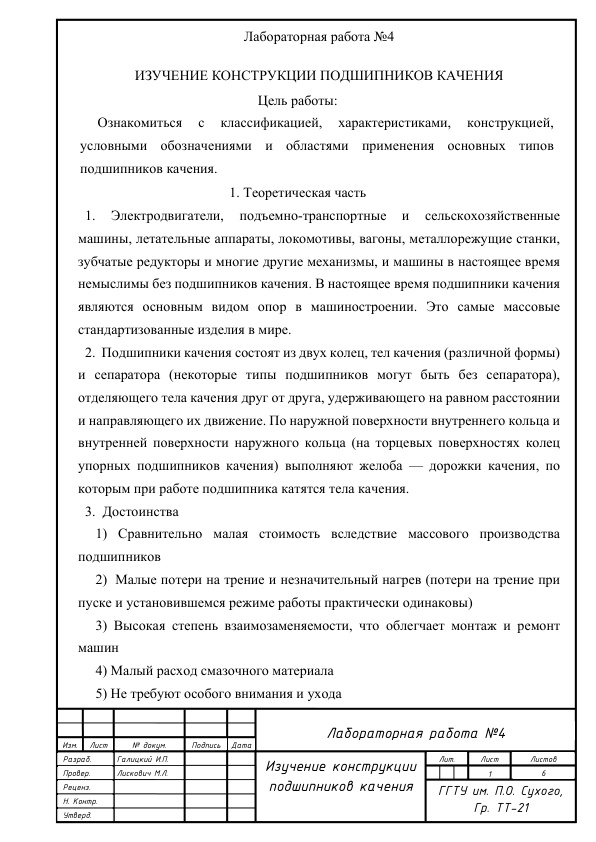 Лабораторная работа №4
ИЗУЧЕНИЕ КОНСТРУКЦИИ ПОДШИПНИКОВ КАЧЕНИЯ
Цель работы:
Ознакомиться с классификацией, характеристиками, конструкцией,
условными обозначениями и областями применения основных типов
подшипников качения.
1. Теоретическая часть
1. Электродвигатели, подъемно-транспортные и сельскохозяйственные
машины, летательные аппараты, локомотивы, вагоны, металлорежущие станки,
зубчатые редукторы и многие другие механизмы, и машины в настоящее время
немыслимы без подшипников качения. В настоящее время подшипники качения
являются основным видом опор в машиностроении. Это самые массовые
стандартизованные изделия в мире.
2. Подшипники качения состоят из двух колец, тел качения (различной формы)
и сепаратора (некоторые типы подшипников могут быть без сепаратора),
отделяющего тела качения друг от друга, удерживающего на равном расстоянии
и направляющего их движение. По наружной поверхности внутреннего кольца и
внутренней поверхности наружного кольца (на торцевых поверхностях колец
упорных подшипников качения) выполняют желоба — дорожки качения, по
которым при работе подшипника катятся тела качения.
3. Достоинства
1) Сравнительно малая стоимость вследствие массового производства
подшипников
2) Малые потери на трение и незначительный нагрев (потери на трение при
пуске и установившемся режиме работы практически одинаковы)
3) Высокая степень взаимозаменяемости, что облегчает монтаж и ремонт
машин
4) Малый расход смазочного материала
5) Не требуют особого внимания и ухода
Лабораторная работа №4
Изм. Лист № докум. Подпись Дата
Разраб. Галицкий И.П.
Провер. Лискович М.Л.
Реценз.
Н. Контр.
Утверд.
Изучение конструкции
подшипников качения
Лит. Лист Листов
1 6
ГГТУ им. П.О. Сухого,
Гр. ТТ-21